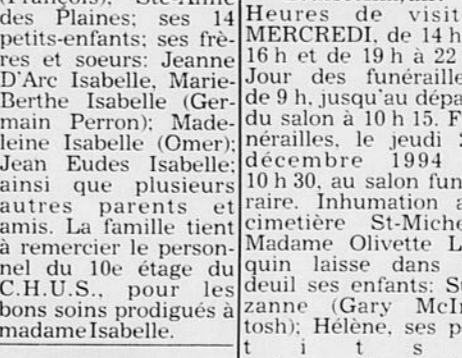 des Plaines; ses 14
petits-enfants; ses frè-
res et soeurs: Jeanne
D'Arc Isabelle, Marie-
Berthe Isabelle (Ger-
main Perron); Made-
leine Isabelle (Omer);
Jean Eudes Isabelle;
ainsi que plusieurs
autres parents et
amis. La famille tient
à remercier le person-
nel du 10e étage du
C.H.U.S., pour les
bons soins prodigués à
madame Isabelle.
Heures de visit
MERCREDI, de 14 h
16 h et de 19 h à 22
Jour des funéraille
de 9 h, jusqu'au dépa
du salon à 10 h 15. F
nérailles, le jeudi
décembre 1994
10 h 30, au salon fun
raire. Inhumation a
cimetière St-Miche
Madame Olivette L
quin laisse dans
deuil ses enfants: S
zanne (Gary McIn
tosh); Hélène, ses p
t i t s